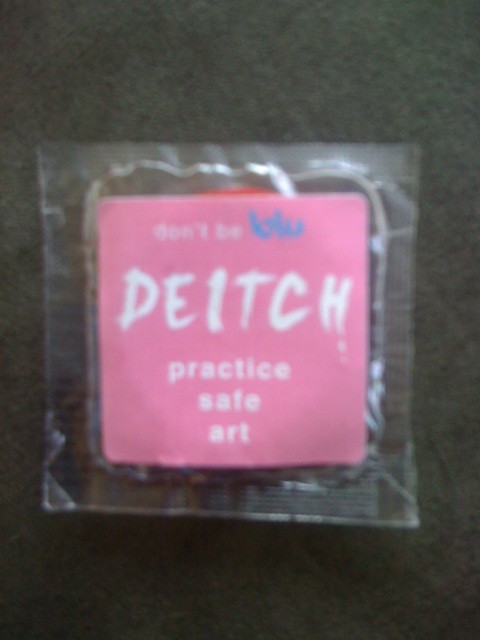 don't be blu
DEITCH
practice
safe
art